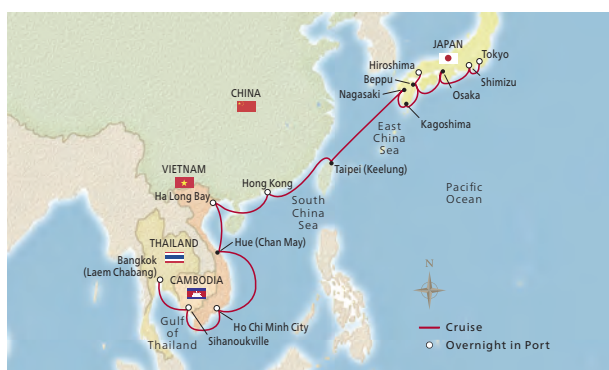 JAPAN
Tokyo
Hiroshima
Beppu
Shimizu
Nagasaki
Osaka
CHINA
Kagoshima
East
China
Sea
VIETNAM
Taipei (Keelung)
Hong Kong
Pacific
Ocean
Ha Long Bay
South
China Sea
THAILAND
Hue (Chan May)
Bangkok
(Laem Chabang)
CAMBODIA
N
Gulf
of
Thailand
Ho Chi Minh City
Sihanoukville
Cruise
Overnight in Port